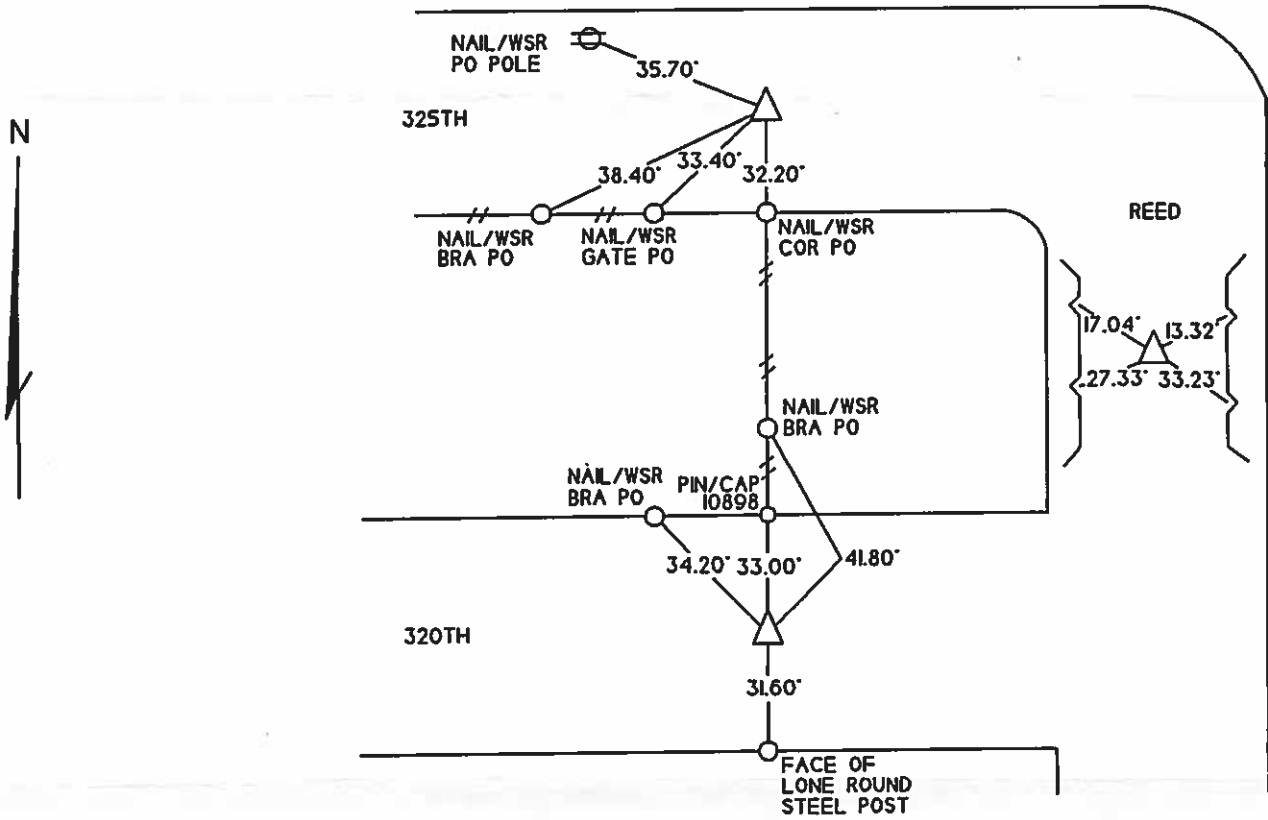 NAIL/WSR
PO POLE
35.70'
N
325TH
38.40'
33.40'
32.20'
REED
NAIL/WSR
BRA PO
NAIL/WSR
GATE PO
NAIL/WSR
COR PO
17.04'
13.32'
27.33'
33.23'
NAIL/WSR
BRA PO
NAIL/WSR
BRA PO
PIN/CAP
10898
34.20'
33.00'
41.80'
320TH
31.60'
FACE OF
LONE ROUND
STEEL POST